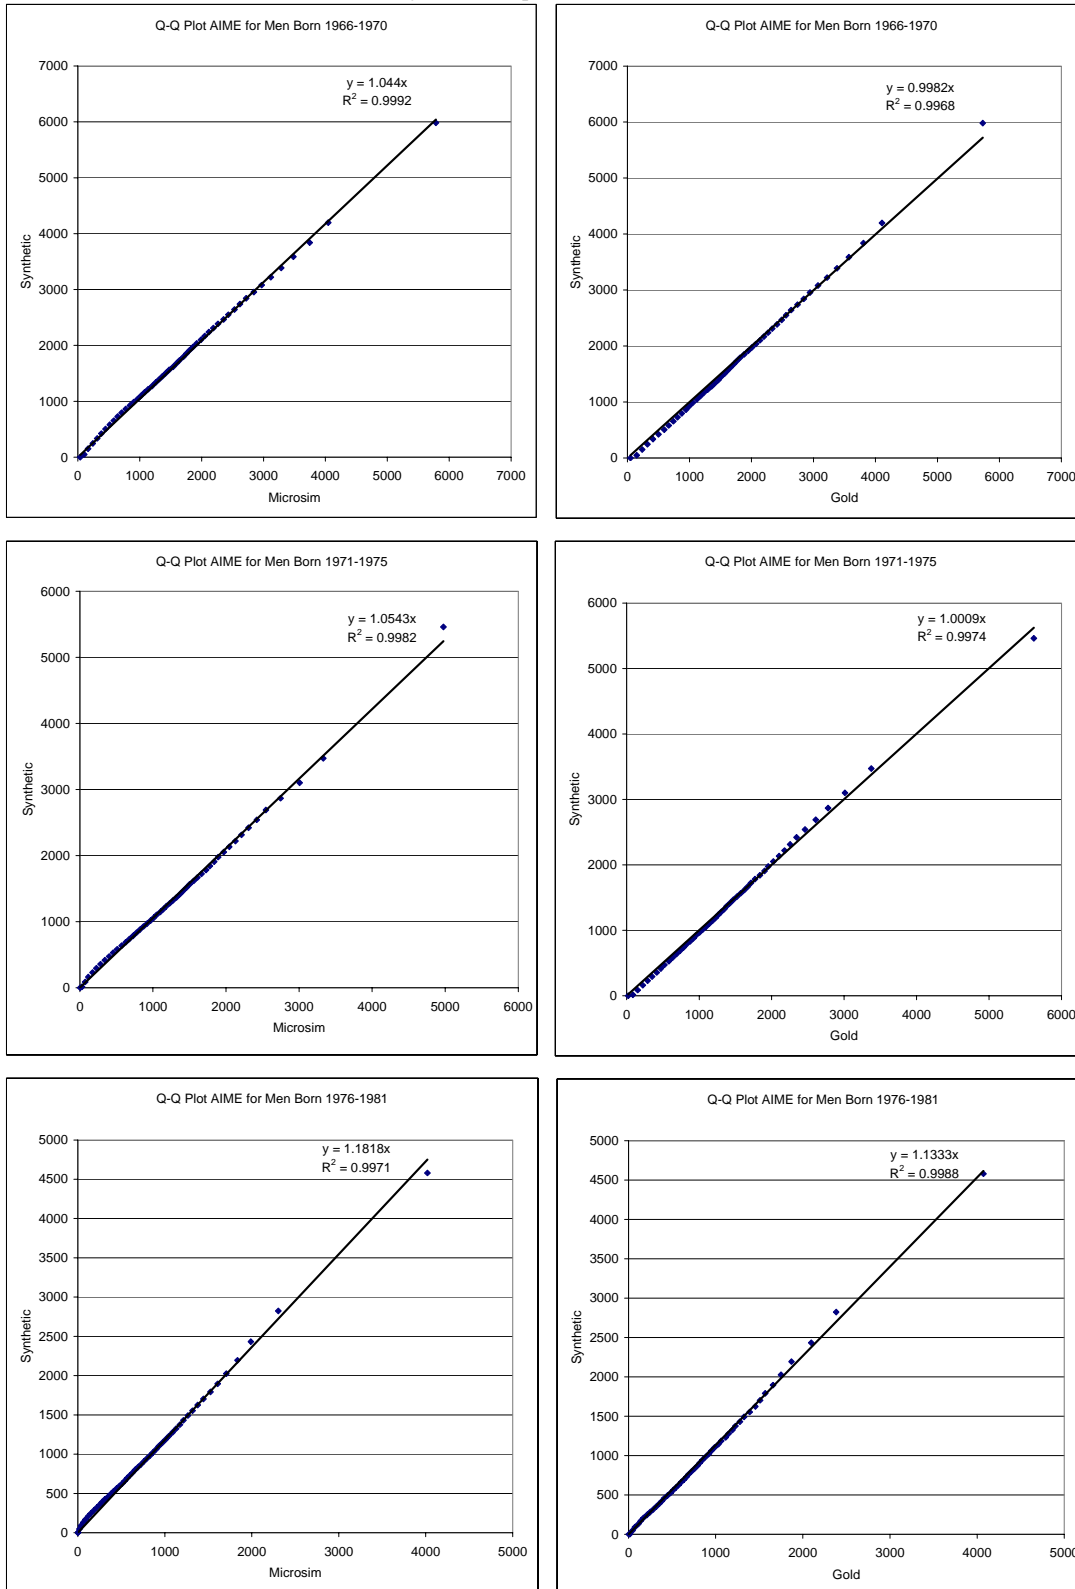 Q-Q Plot AIME for Men Born 1966-1970
y = 1.044x
R² = 0.9992
7000
6000
5000
4000
3000
2000
1000
0
Synthetic
0 1000 2000 3000 4000 5000 6000 7000
Microsim
Q-Q Plot AIME for Men Born 1966-1970
y = 0.9982x
R² = 0.9968
7000
6000
5000
4000
3000
2000
1000
0
Synthetic
0 1000 2000 3000 4000 5000 6000 7000
Gold
Q-Q Plot AIME for Men Born 1971-1975
y = 1.0543x
R² = 0.9982
6000
5000
4000
3000
2000
1000
0
Synthetic
0 1000 2000 3000 4000 5000 6000
Microsim
Q-Q Plot AIME for Men Born 1971-1975
y = 1.0009x
R² = 0.9974
6000
5000
4000
3000
2000
1000
0
Synthetic
0 1000 2000 3000 4000 5000 6000
Gold
Q-Q Plot AIME for Men Born 1976-1981
y = 1.1818x
R² = 0.9971
5000
4500
4000
3500
3000
2500
2000
1500
1000
500
0
Synthetic
0 1000 2000 3000 4000 5000
Microsim
Q-Q Plot AIME for Men Born 1976-1981
y = 1.1333x
R² = 0.9988
5000
4500
4000
3500
3000
2500
2000
1500
1000
500
0
Synthetic
0 1000 2000 3000 4000 5000
Gold